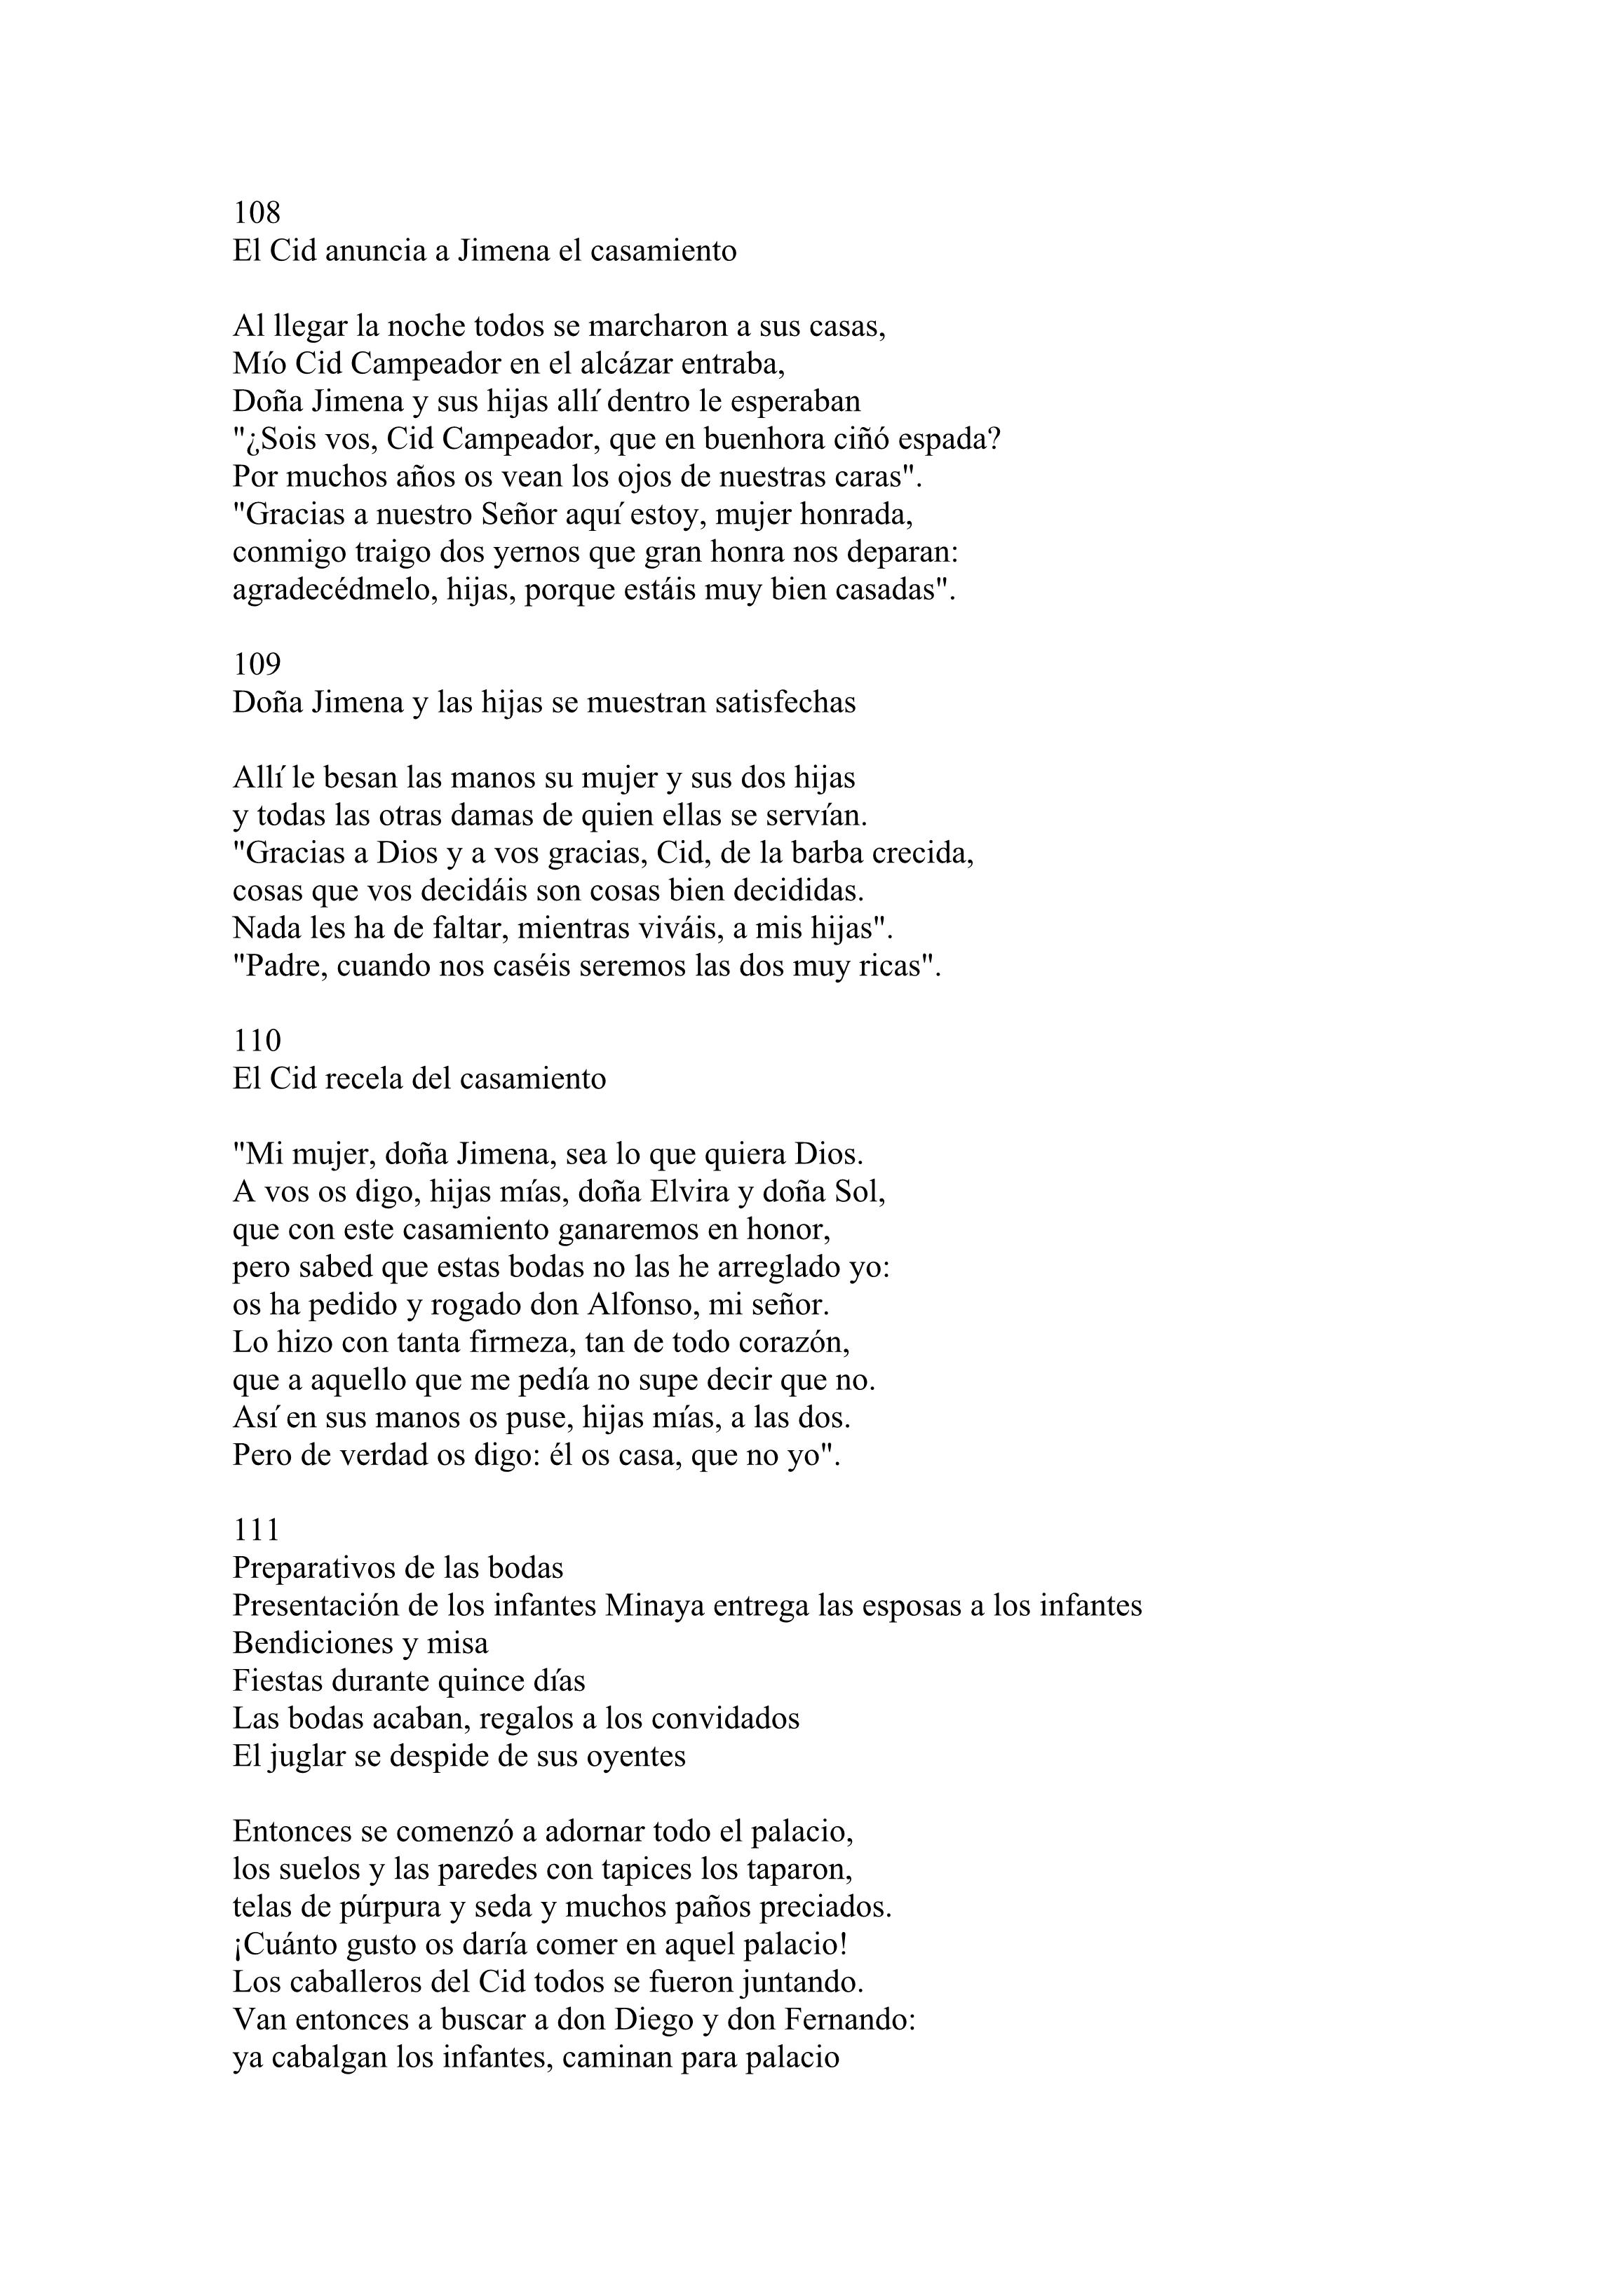 108
El Cid anuncia a Jimena el casamiento
Al llegar la noche todos se marcharon a sus casas,
Mío Cid Campeador en el alcázar entraba,
Doña Jimena y sus hijas allí dentro le esperaban
"¿Sois vos, Cid Campeador, que en buenhora ciñó espada?
Por muchos años os vean los ojos de nuestras caras".
"Gracias a nuestro Señor aquí estoy, mujer honrada,
conmigo traigo dos yernos que gran honra nos deparan:
agradecédmelo, hijas, porque estáis muy bien casadas".
109
Doña Jimena y las hijas se muestran satisfechas
Allí le besan las manos su mujer y sus dos hijas
y todas las otras damas de quien ellas se servían.
"Gracias a Dios y a vos gracias, Cid, de la barba crecida,
cosas que vos decidáis son cosas bien decididas.
Nada les ha de faltar, mientras viváis, a mis hijas".
"Padre, cuando nos caséis seremos las dos muy ricas".
110
El Cid recela del casamiento
"Mi mujer, doña Jimena, sea lo que quiera Dios.
A vos os digo, hijas mías, doña Elvira y doña Sol,
que con este casamiento ganaremos en honor,
pero sabed que estas bodas no las he arreglado yo:
os ha pedido y rogado don Alfonso, mi señor.
Lo hizo con tanta firmeza, tan de todo corazón,
que a aquello que me pedía no supe decir que no.
Así en sus manos os puse, hijas mías, a las dos.
Pero de verdad os digo: él os casa, que no yo".
111
Preparativos de las bodas
Presentación de los infantes Minaya entrega las esposas a los infantes
Bendiciones y misa
Fiestas durante quince días
Las bodas acaban, regalos a los convidados
El juglar se despide de sus oyentes
Entonces se comenzó a adornar todo el palacio,
los suelos y las paredes con tapices los taparon,
telas de púrpura y seda y muchos paños preciados.
¡Cuánto gusto os daría comer en aquel palacio!
Los caballeros del Cid todos se fueron juntando.
Van entonces a buscar a don Diego y don Fernando:
ya cabalgan los infantes, caminan para palacio